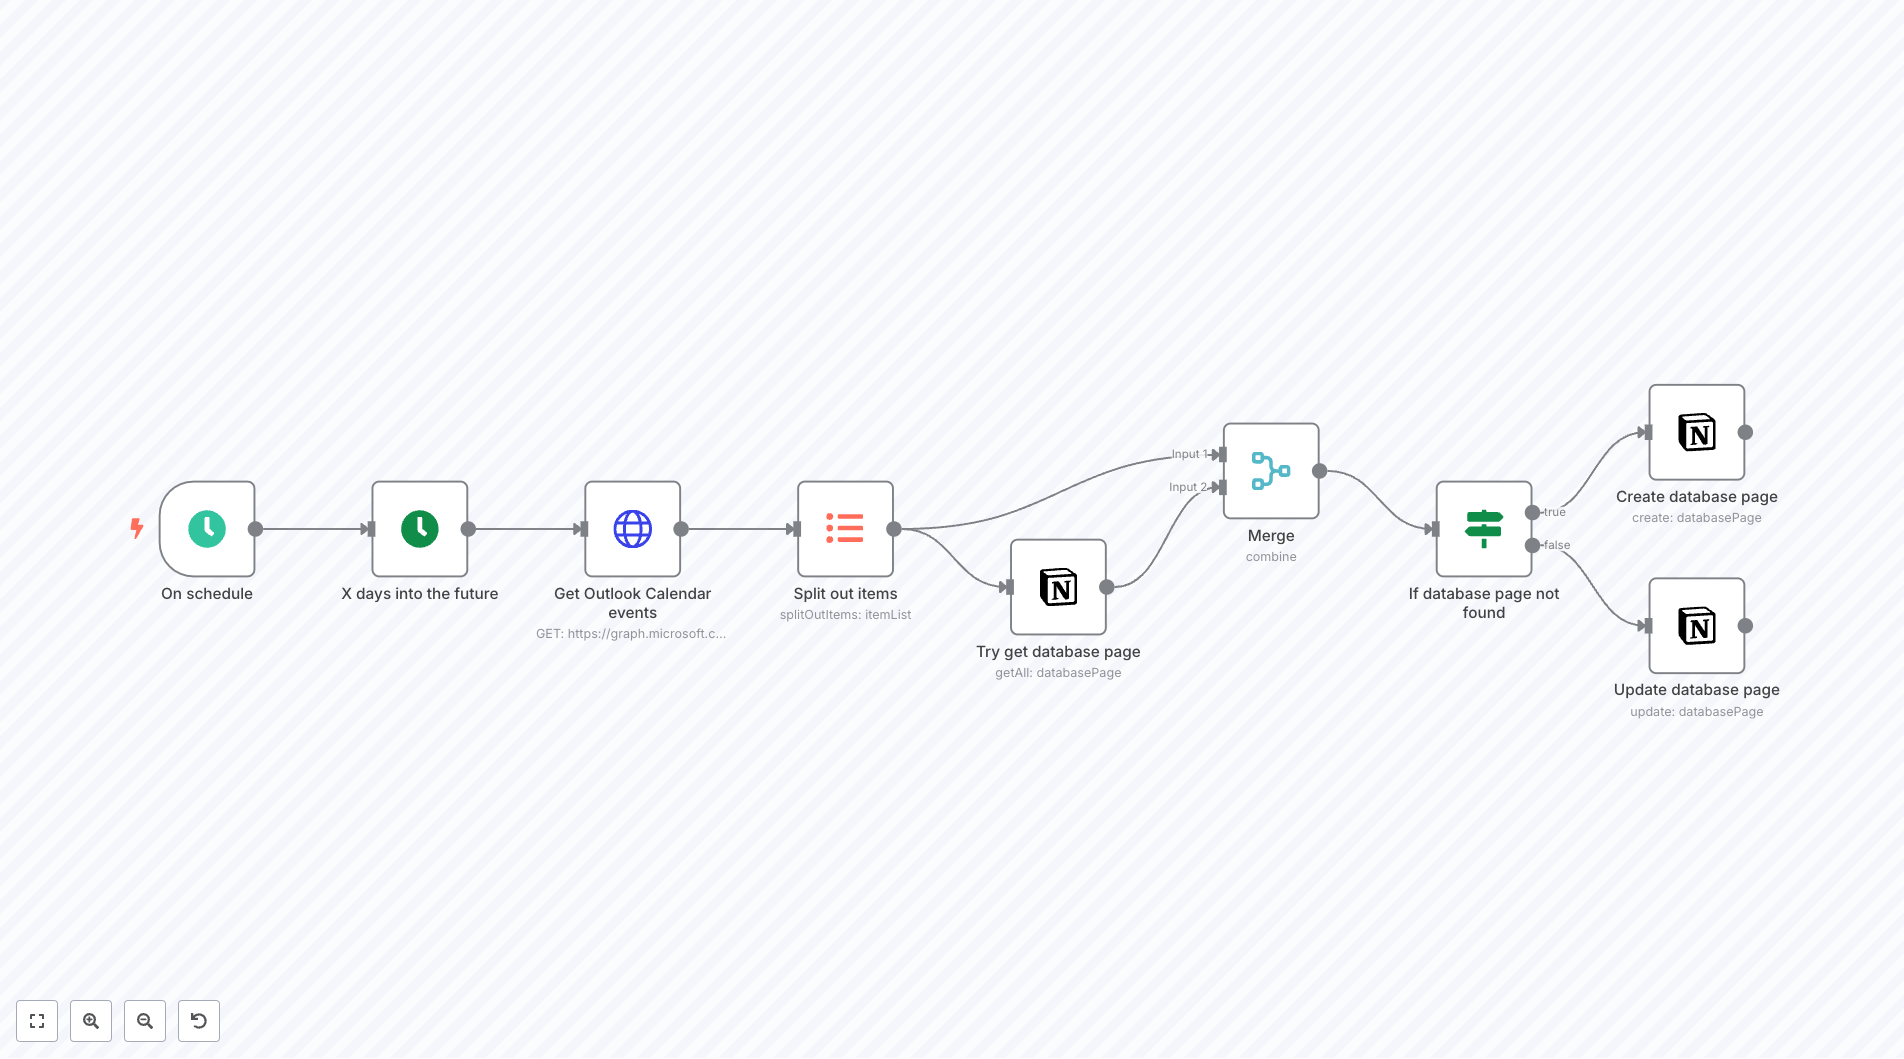 On schedule
X days into the future
Get Outlook Calendar
events
GET: https://graph.microsoft.c...
Split out items
splitOutItems: itemList
N
Try get database page
getAll: databasePage
Input 1
Input 2
Merge
combine
If database page not
found
true
false
N
Create database page
create: databasePage
N
Update database page
update: databasePage